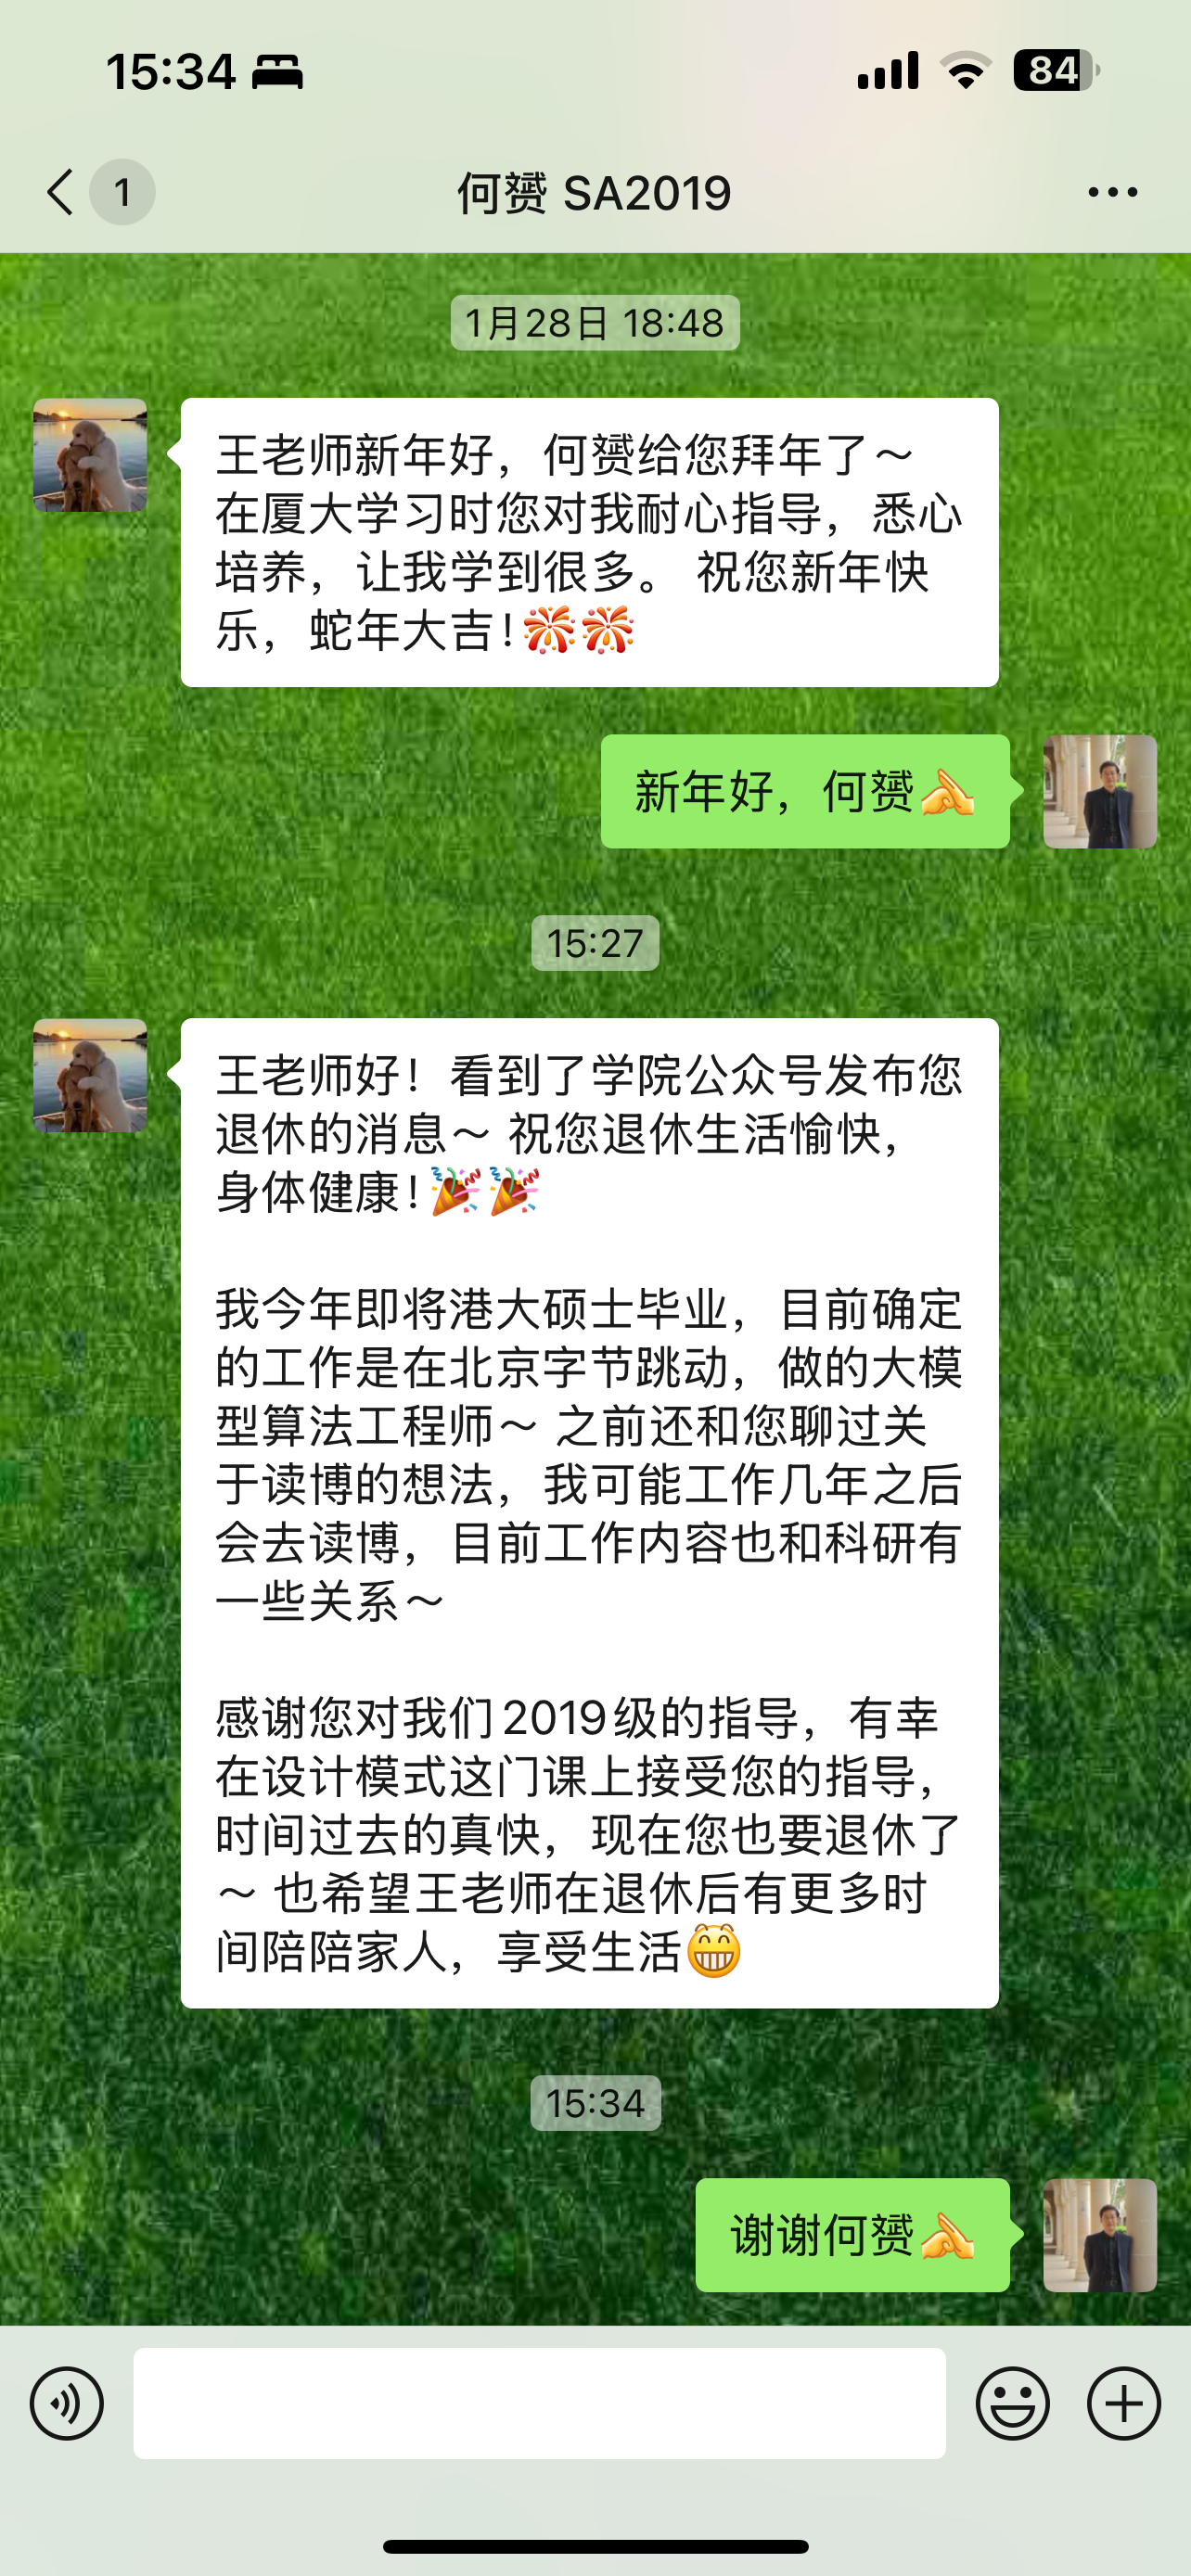 15:34
84
1
何赟 SA2019
1月28日 18:48
王老师新年好，何赟给您拜年了～
在厦大学习时您对我耐心指导，悉心
培养，让我学到很多。 祝您新年快
乐，蛇年大吉！🎊🎊
新年好，何赟🫱
15:27
王老师好！看到了学院公众号发布您
退休的消息～ 祝您退休生活愉快，
身体健康！🎉🎉
我今年即将港大硕士毕业，目前确定
的工作是在北京字节跳动，做的大模
型算法工程师～ 之前还和您聊过关
于读博的想法，我可能工作几年之后
会去读博，目前工作内容也和科研有
一些关系～
感谢您对我们2019级的指导，有幸
在设计模式这门课上接受您的指导，
时间过去的真快，现在您也要退休了
～ 也希望王老师在退休后有更多时
间陪陪家人，享受生活😁
15:34
谢谢何赟